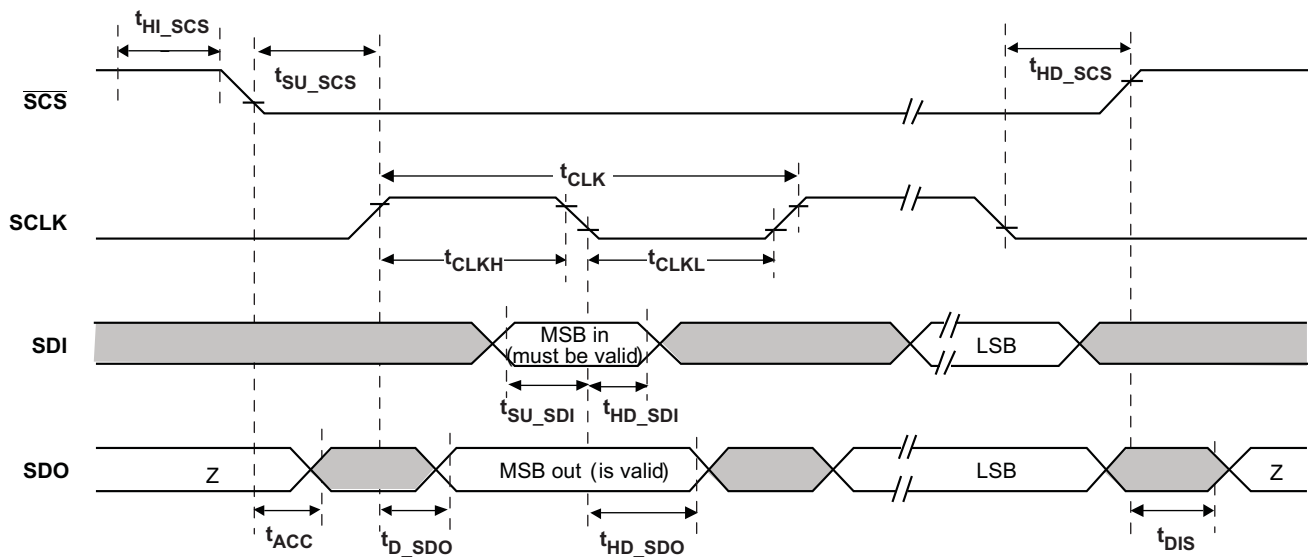 tHI_SCS
tSU_SCS
tHD_SCS
SCS
tCLK
SCLK
tCLKH
tCLKL
SDI
MSB in
(must be valid)
LSB
tSU_SDI
tHD_SDI
SDO
Z
MSB out (is valid)
LSB
Z
tACC
tD_SDO
tHD_SDO
tDIS